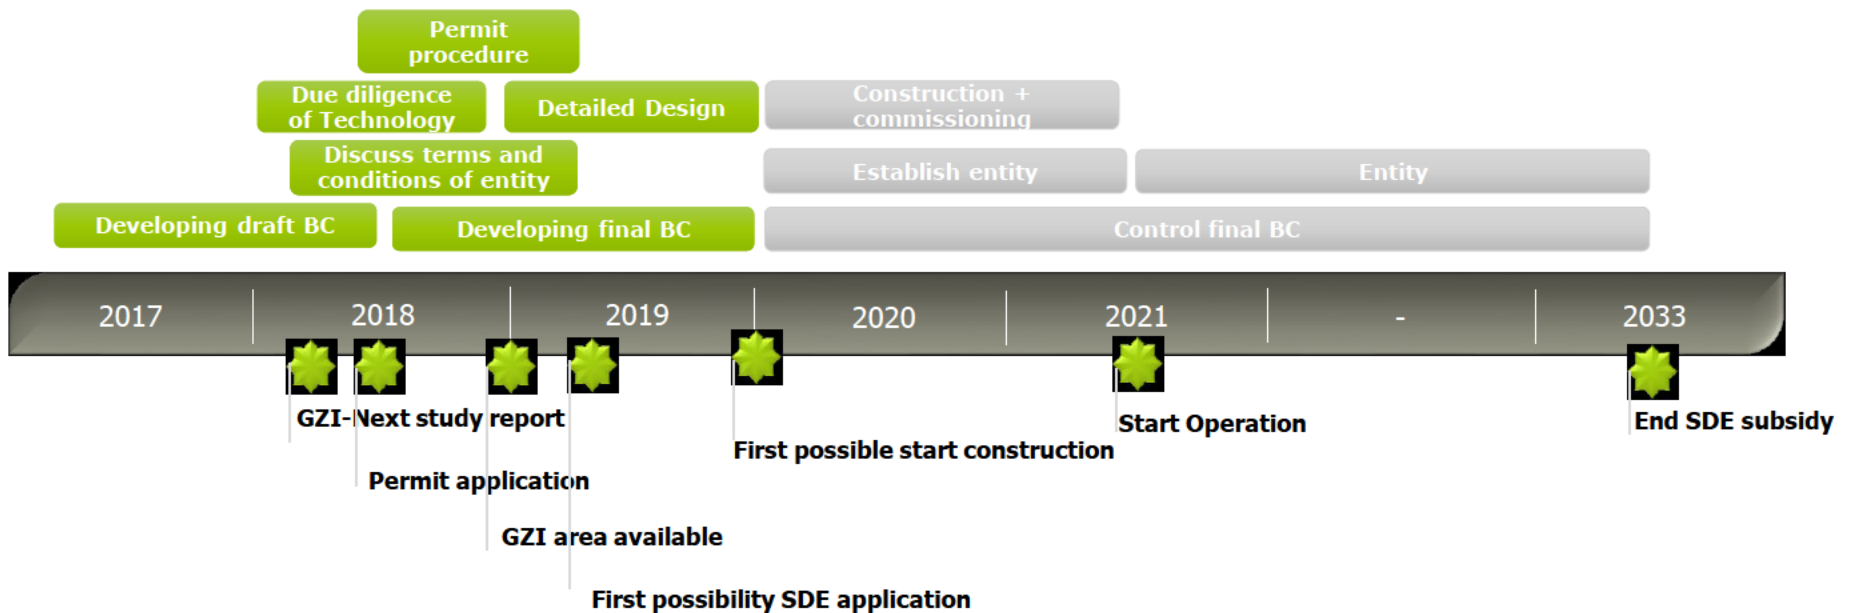 Permit
procedure
Due diligence
of Technology
Detailed Design
Construction +
commissioning
Discuss terms and
conditions of entity
Establish entity
Entity
Developing draft BC
Developing final BC
Control final BC
2017
2018
2019
2020
2021
-
2033
GZI-Next study report
Permit application
GZI area available
First possibility SDE application
First possible start construction
Start Operation
End SDE subsidy